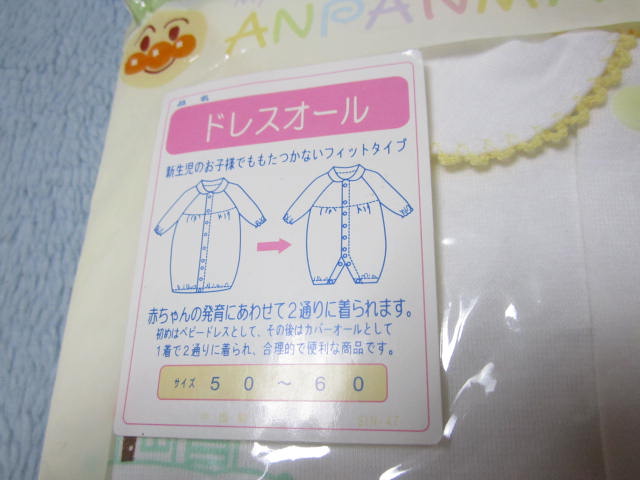 ANPANMA
品名
ドレスオール
新生児のお子様でももたつかないフィットタイプ
赤ちゃんの発育にあわせて2通りに着られます。
初めはベビードレスとして、その後はカバーオールとして
1着で2通りに着られ、合理的で便利な商品です。
サイズ 50～60